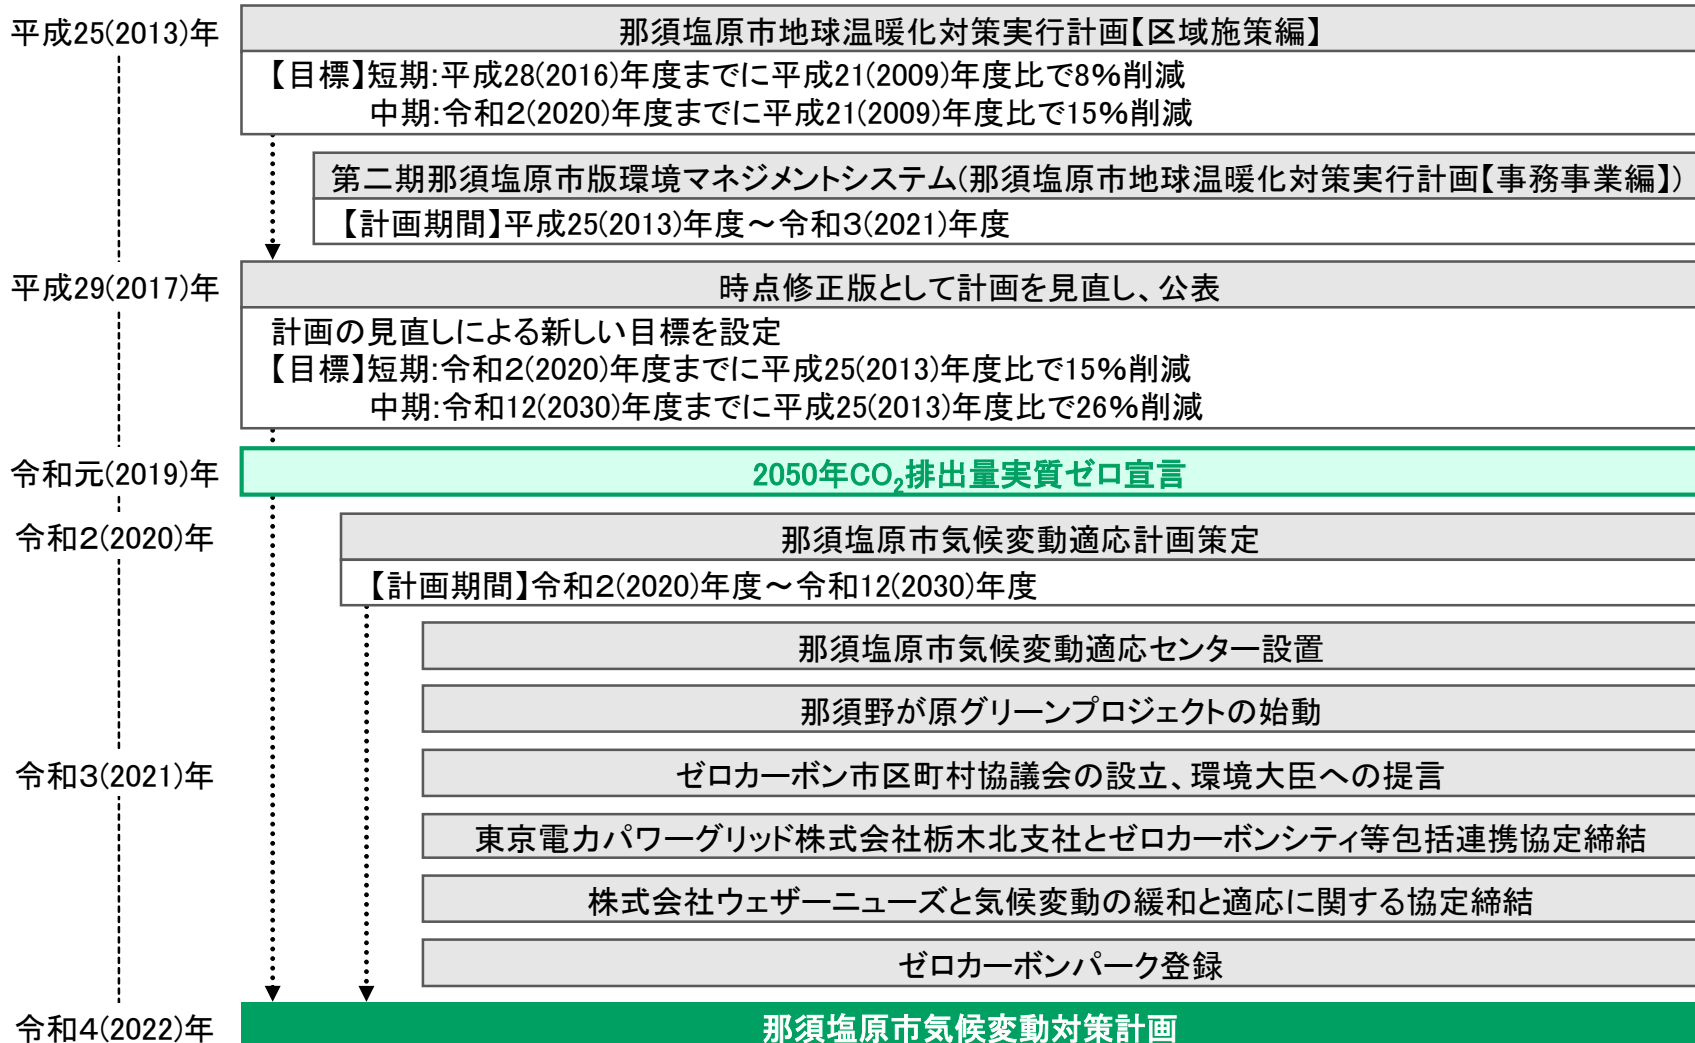 平成25(2013)年
那須塩原市地球温暖化対策実行計画【区域施策編】
【目標】短期:平成28(2016)年度までに平成21(2009)年度比で8%削減
中期:令和2(2020)年度までに平成21(2009)年度比で15%削減
第二期那須塩原市版環境マネジメントシステム(那須塩原市地球温暖化対策実行計画【事務事業編】)
【計画期間】平成25(2013)年度～令和3(2021)年度
平成29(2017)年
時点修正版として計画を見直し、公表
計画の見直しによる新しい目標を設定
【目標】短期:令和2(2020)年度までに平成25(2013)年度比で15%削減
中期:令和12(2030)年度までに平成25(2013)年度比で26%削減
令和元(2019)年
2050年CO₂排出量実質ゼロ宣言
令和2(2020)年
那須塩原市気候変動適応計画策定
【計画期間】令和2(2020)年度～令和12(2030)年度
那須塩原市気候変動適応センター設置
那須野が原グリーンプロジェクトの始動
令和3(2021)年
ゼロカーボン市区町村協議会の設立、環境大臣への提言
東京電力パワーグリッド株式会社栃木北支社とゼロカーボンシティ等包括連携協定締結
株式会社ウェザーニューズと気候変動の緩和と適応に関する協定締結
ゼロカーボンパーク登録
令和4(2022)年
那須塩原市気候変動対策計画